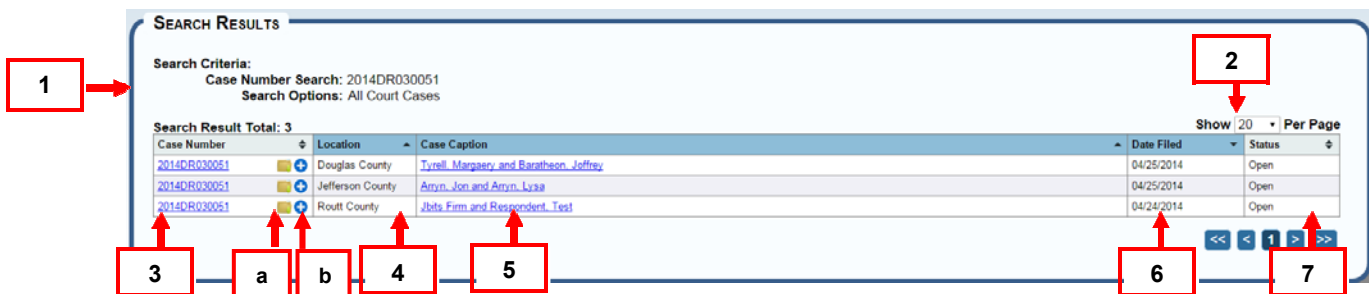 SEARCH RESULTS
Search Criteria:
Case Number Search: 2014DR030051
Search Options: All Court Cases
1
2
Search Result Total: 3
Show 20 Per Page
Case Number Location Case Caption Date Filed Status
2014DR030051 Douglas County Tyrell, Margaery and Baratheon, Joffrey 04/25/2014 Open
2014DR030051 Jefferson County Arryn, Jon and Arryn, Lysa 04/25/2014 Open
2014DR030051 Routt County Jbits Firm and Respondent, Test 04/24/2014 Open
<< < 1 > >>
3 a b 4 5 6 7